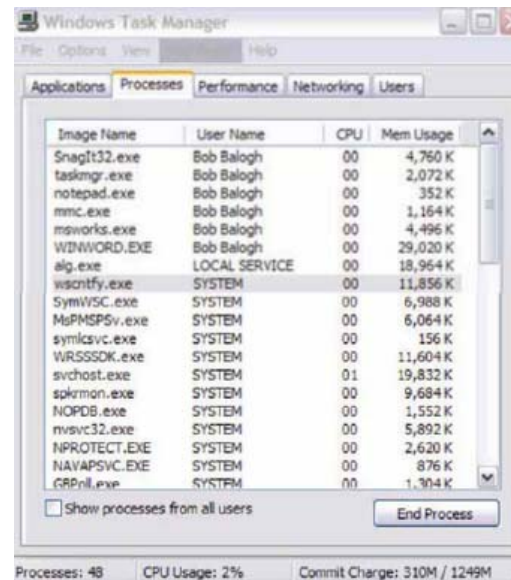 Windows Task Manager
File Options View Help
Applications Processes Performance Networking Users
Image Name User Name CPU Mem Usage
SnagIt32.exe Bob Balogh 00 4,760 K
taskmgr.exe Bob Balogh 00 2,072 K
notepad.exe Bob Balogh 00 352 K
mmc.exe Bob Balogh 00 1,164 K
msworks.exe Bob Balogh 00 4,496 K
WINWORD.EXE Bob Balogh 00 29,020 K
alg.exe LOCAL SERVICE 00 18,964 K
wscntfy.exe SYSTEM 00 11,856 K
SymWSC.exe SYSTEM 00 6,988 K
MsPMSPSv.exe SYSTEM 00 6,064 K
symlcsvc.exe SYSTEM 00 156 K
WRSSSDK.exe SYSTEM 00 11,604 K
svchost.exe SYSTEM 01 19,832 K
spkrmon.exe SYSTEM 00 9,684 K
NOPDB.exe SYSTEM 00 1,552 K
nvsvc32.exe SYSTEM 00 5,892 K
NPROTECT.EXE SYSTEM 00 2,620 K
NAVAPSVC.EXE SYSTEM 00 876 K
GBPoll.exe SYSTEM 00 1,304 K
Show processes from all users
End Process
Processes: 48 CPU Usage: 2% Commit Charge: 310M / 1249M